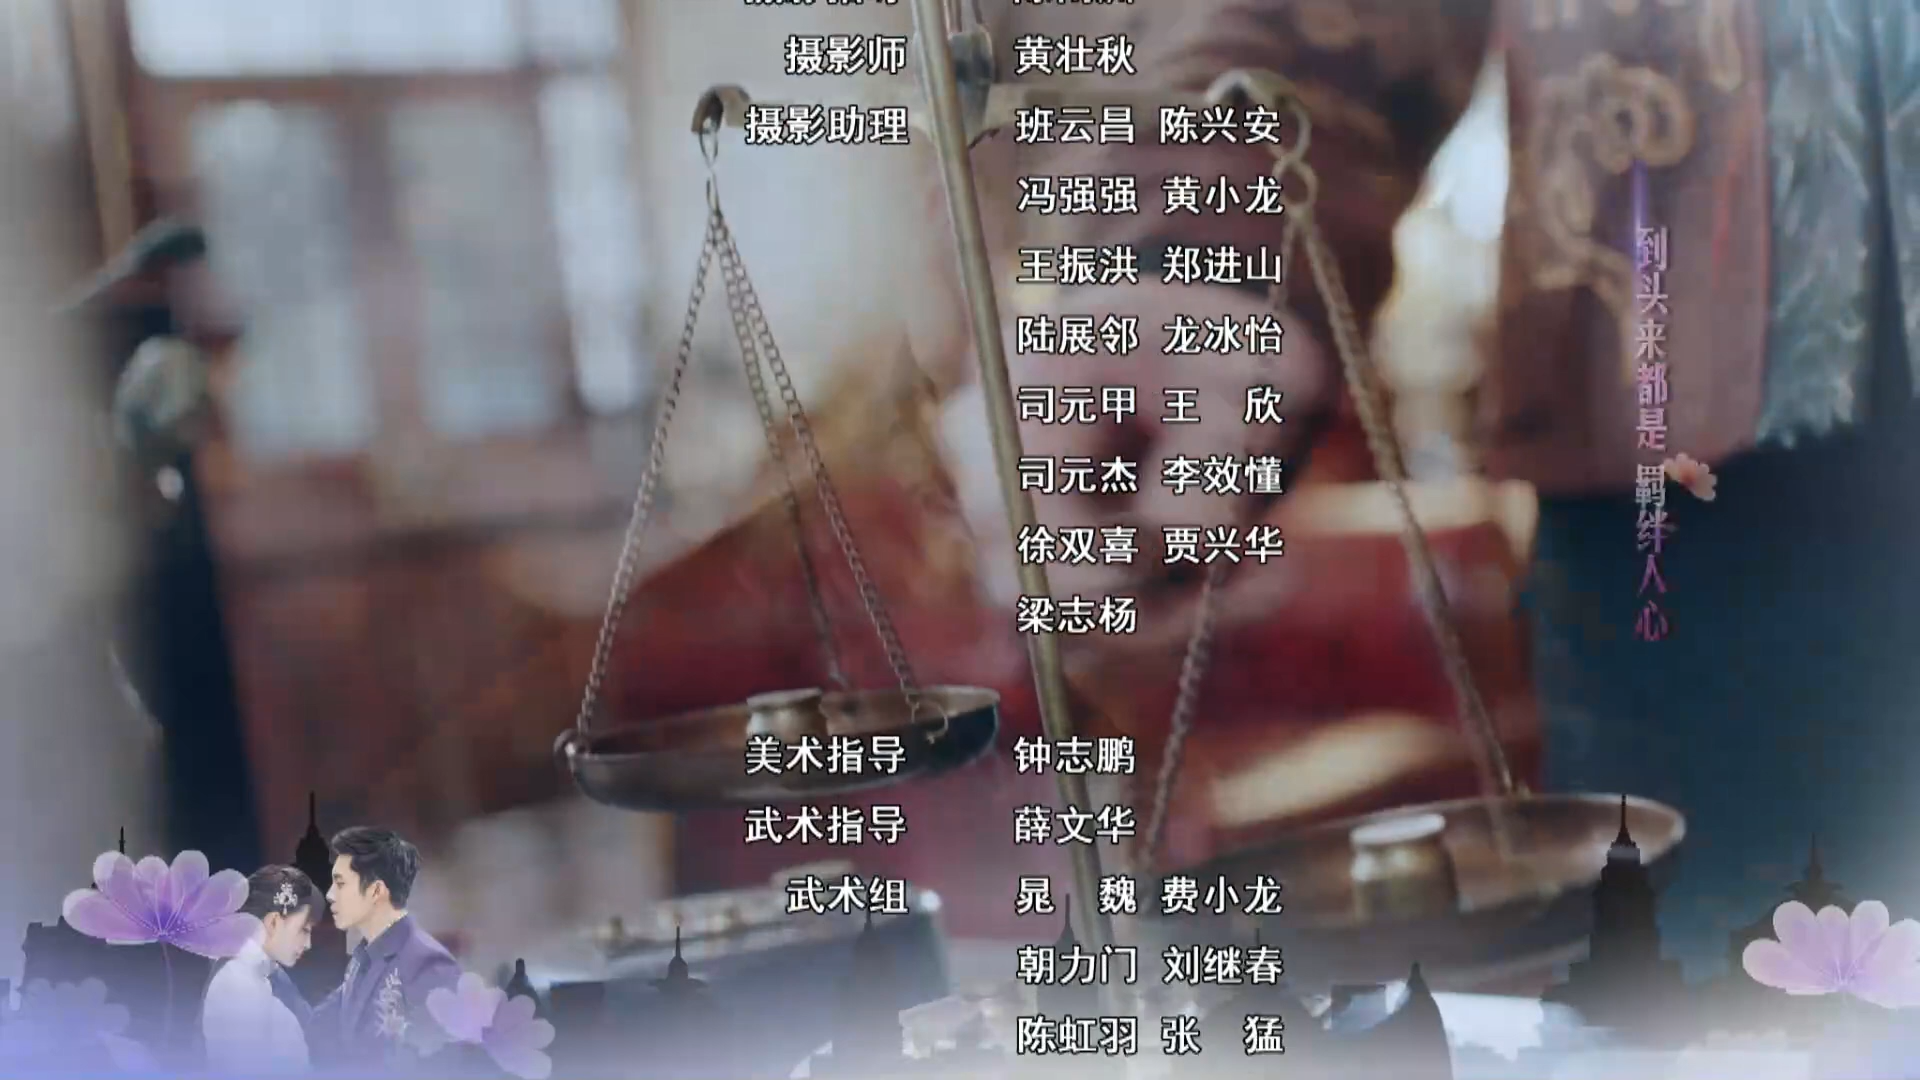 摄影师 黄壮秋
摄影助理 班云昌 陈兴安
冯强强 黄小龙
王振洪 郑进山
陆展邻 龙冰怡
司元甲 王 欣
司元杰 李效懂
徐双喜 贾兴华
梁志杨
美术指导 钟志鹏
武术指导 薛文华
武术组 晁 魏 费小龙
朝力门 刘继春
陈虹羽 张 猛
到头来都是 羁绊人心